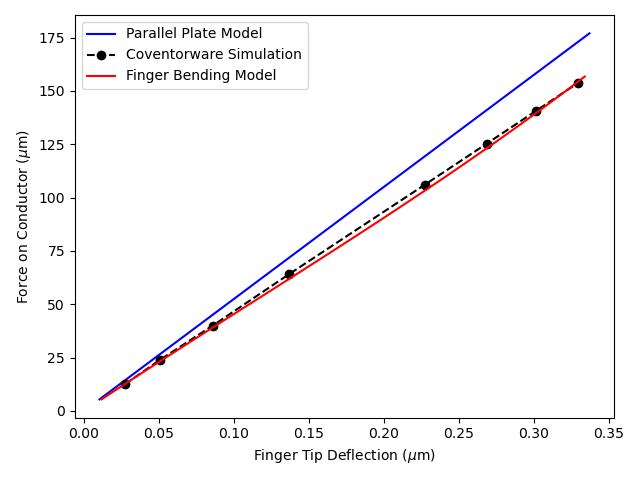 Parallel Plate Model
Coventorware Simulation
Finger Bending Model
Force on Conductor (μm)
175
150
125
100
75
50
25
0
0.00 0.05 0.10 0.15 0.20 0.25 0.30 0.35
Finger Tip Deflection (μm)